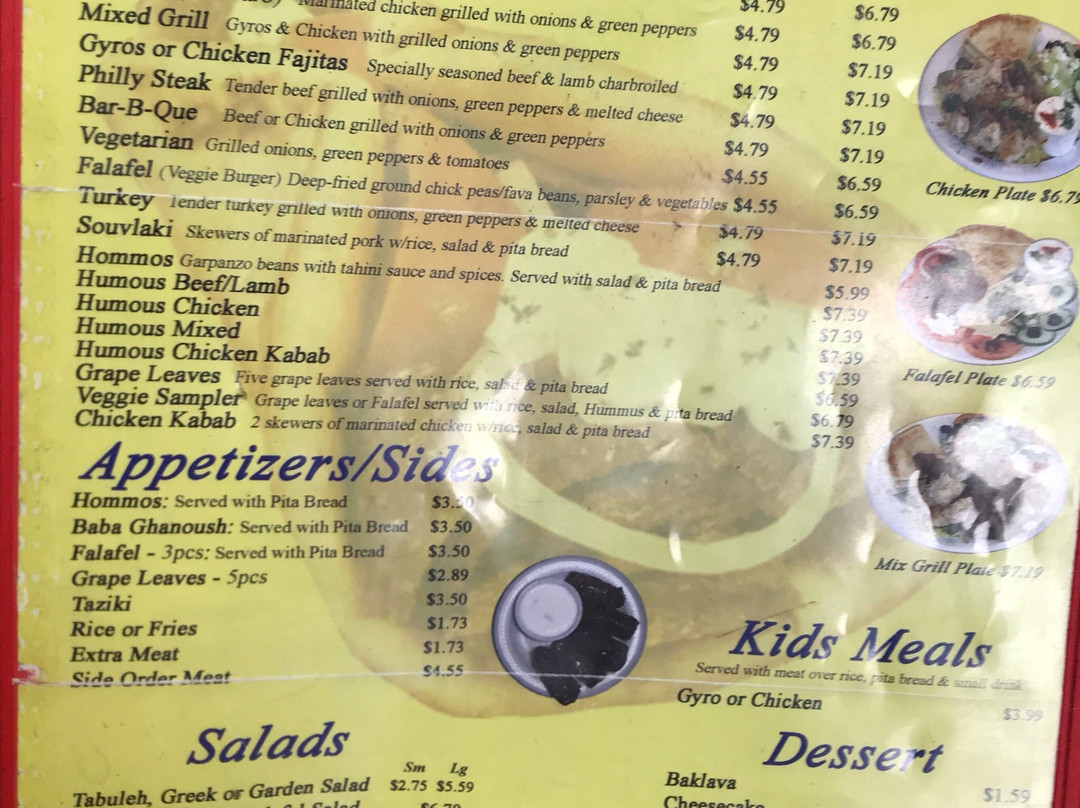 Marinated chicken grilled with onions & green peppers $4.79 $6.79
Mixed Grill Gyros & Chicken with grilled onions & green peppers $4.79 $6.79
Gyros or Chicken Fajitas Specially seasoned beef & lamb charbroiled $4.79 $7.19
Philly Steak Tender beef grilled with onions, green peppers & melted cheese $4.79 $7.19
Bar-B-Que Beef or Chicken grilled with onions & green peppers $4.79 $7.19
Vegetarian Grilled onions, green peppers & tomatoes $4.79 $7.19
Falafel (Veggie Burger) Deep-fried ground chick peas/fava beans, parsley & vegetables $4.55 $6.59
Turkey Tender turkey grilled with onions, green peppers & melted cheese $4.55 $6.59
Souvlaki Skewers of marinated pork w/rice, salad & pita bread $4.79 $7.19
Hommos Garpanzo beans with tahini sauce and spices. Served with salad & pita bread $4.79 $7.19
Humous Beef/Lamb $5.99
Humous Chicken $7.39
Humous Mixed $7.39
Humous Chicken Kabab $7.39
Grape Leaves Five grape leaves served with rice, salad & pita bread $7.39
Veggie Sampler Grape leaves or Falafel served with rice, salad, Hummus & pita bread $6.59
Chicken Kabab 2 skewers of marinated chicken w/rice, salad & pita bread $6.79
$7.39
Chicken Plate $6.79
Falafel Plate $6.59
Mix Grill Plate $7.19
Appetizers/Sides
Hommos: Served with Pita Bread $3.50
Baba Ghanoush: Served with Pita Bread $3.50
Falafel - 3pcs: Served with Pita Bread $3.50
Grape Leaves - 5pcs $2.89
Taziki $3.50
Rice or Fries $1.73
Extra Meat $1.73
Side Order Meat $4.55
Kids Meals
Served with meat over rice, pita bread & small drink
Gyro or Chicken $3.99
Salads
Sm Lg
Tabuleh, Greek or Garden Salad $2.75 $5.59
Salad $6.79
Dessert
Baklava $1.59
Cheesecake